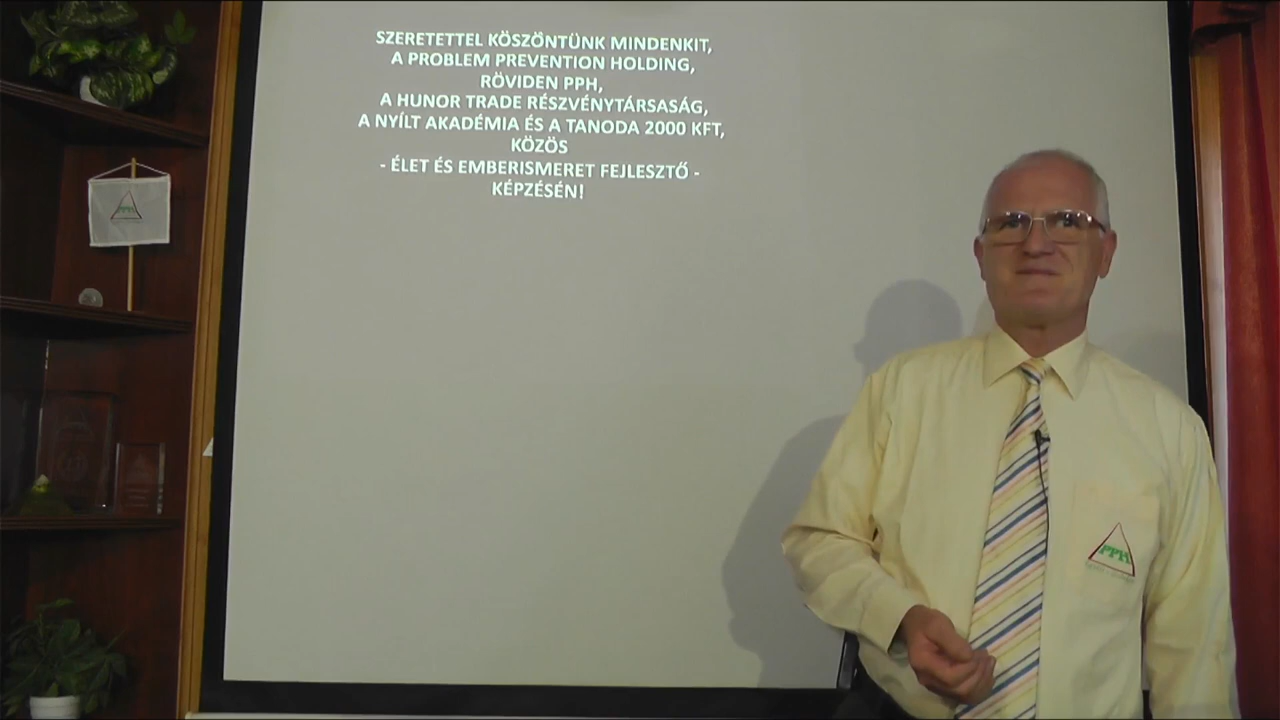 SZERETETTEL KÖSZÖNTÜNK MINDENKIT,
A PROBLEM PREVENTION HOLDING,
RÖVIDEN PPH,
A HUNOR TRADE RÉSZVÉNYTÁRSASÁG,
A NYÍLT AKADÉMIA ÉS A TANODA 2000 KFT,
KÖZÖS
- ÉLET ÉS EMBERISMERET FEJLESZTŐ -
KÉPZÉSÉN!
PPH
PPH